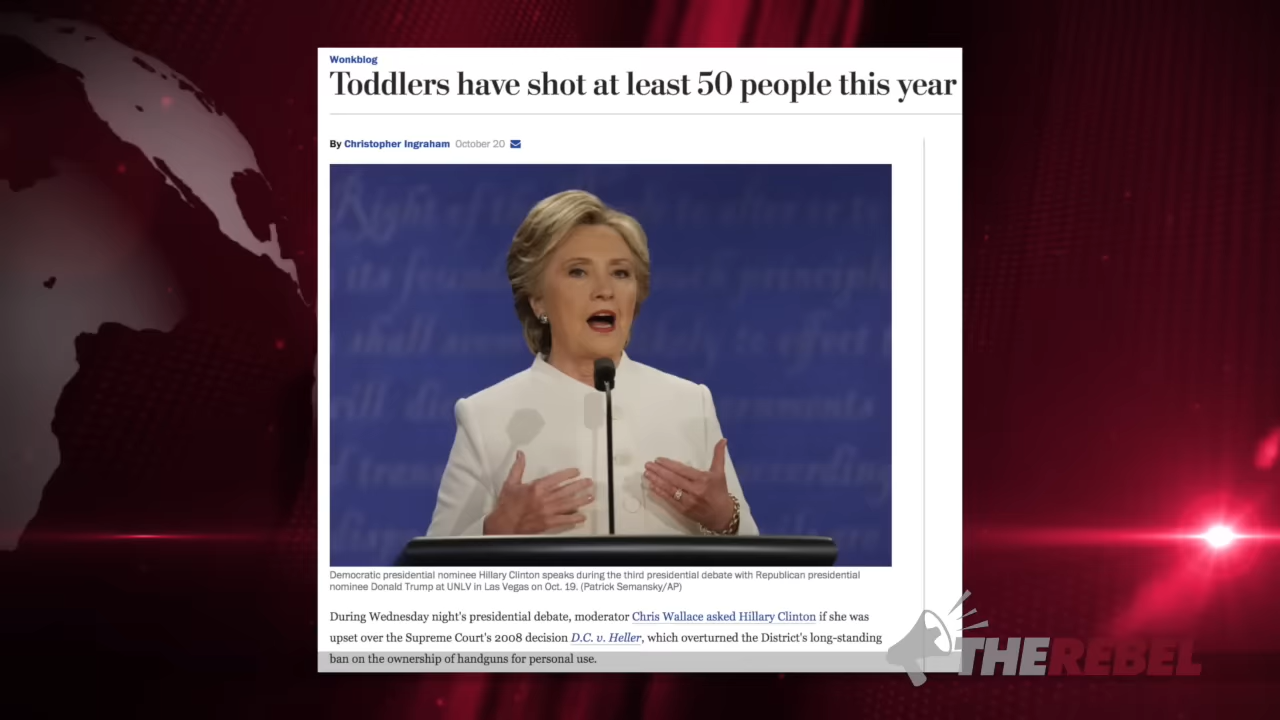 Wonkblog
Toddlers have shot at least 50 people this year
By Christopher Ingraham October 20
Democratic presidential nominee Hillary Clinton speaks during the third presidential debate with Republican presidential
nominee Donald Trump at UNLV in Las Vegas on Oct. 19. (Patrick Semansky/AP)
During Wednesday night's presidential debate, moderator Chris Wallace asked Hillary Clinton if she was
upset over the Supreme Court's 2008 decision D.C. v. Heller, which overturned the District's long-standing
ban on the ownership of handguns for personal use.
THEREBEL